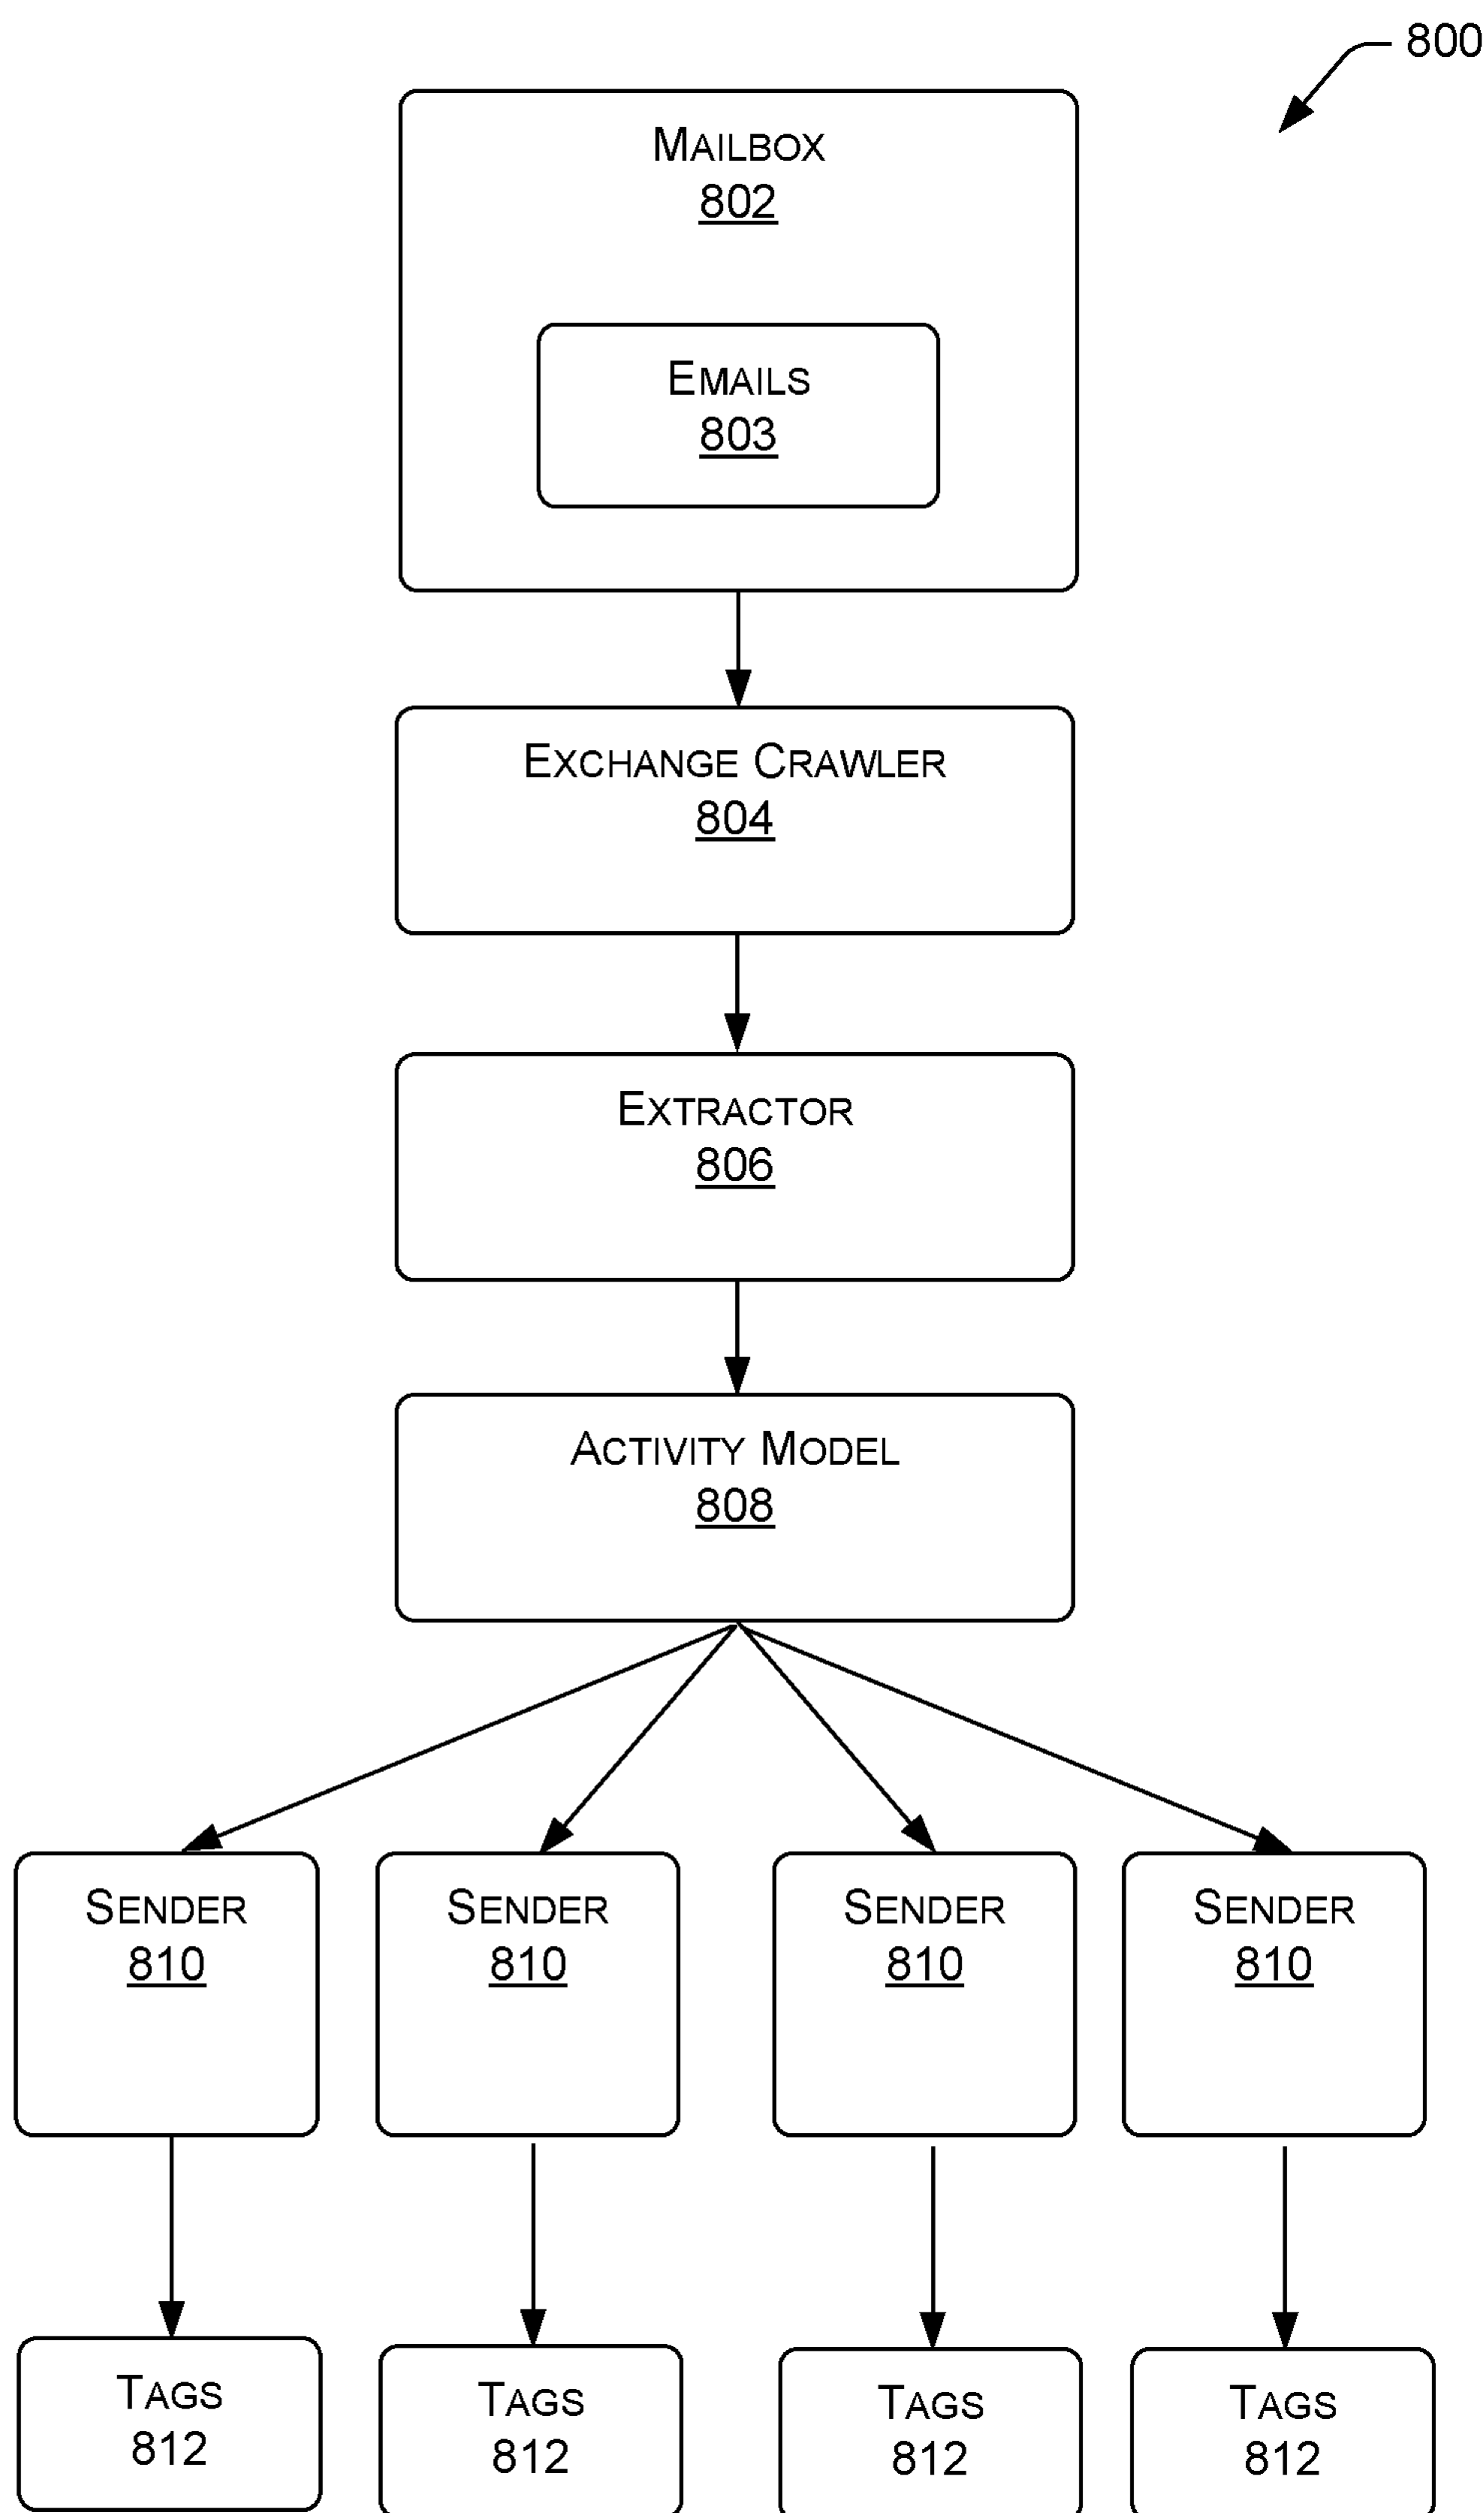 800
MAILBOX
802
EMAILS
803
EXCHANGE CRAWLER
804
EXTRACTOR
806
ACTIVITY MODEL
808
SENDER SENDER SENDER SENDER
810 810 810 810
TAGS TAGS TAGS TAGS
812 812 812 812